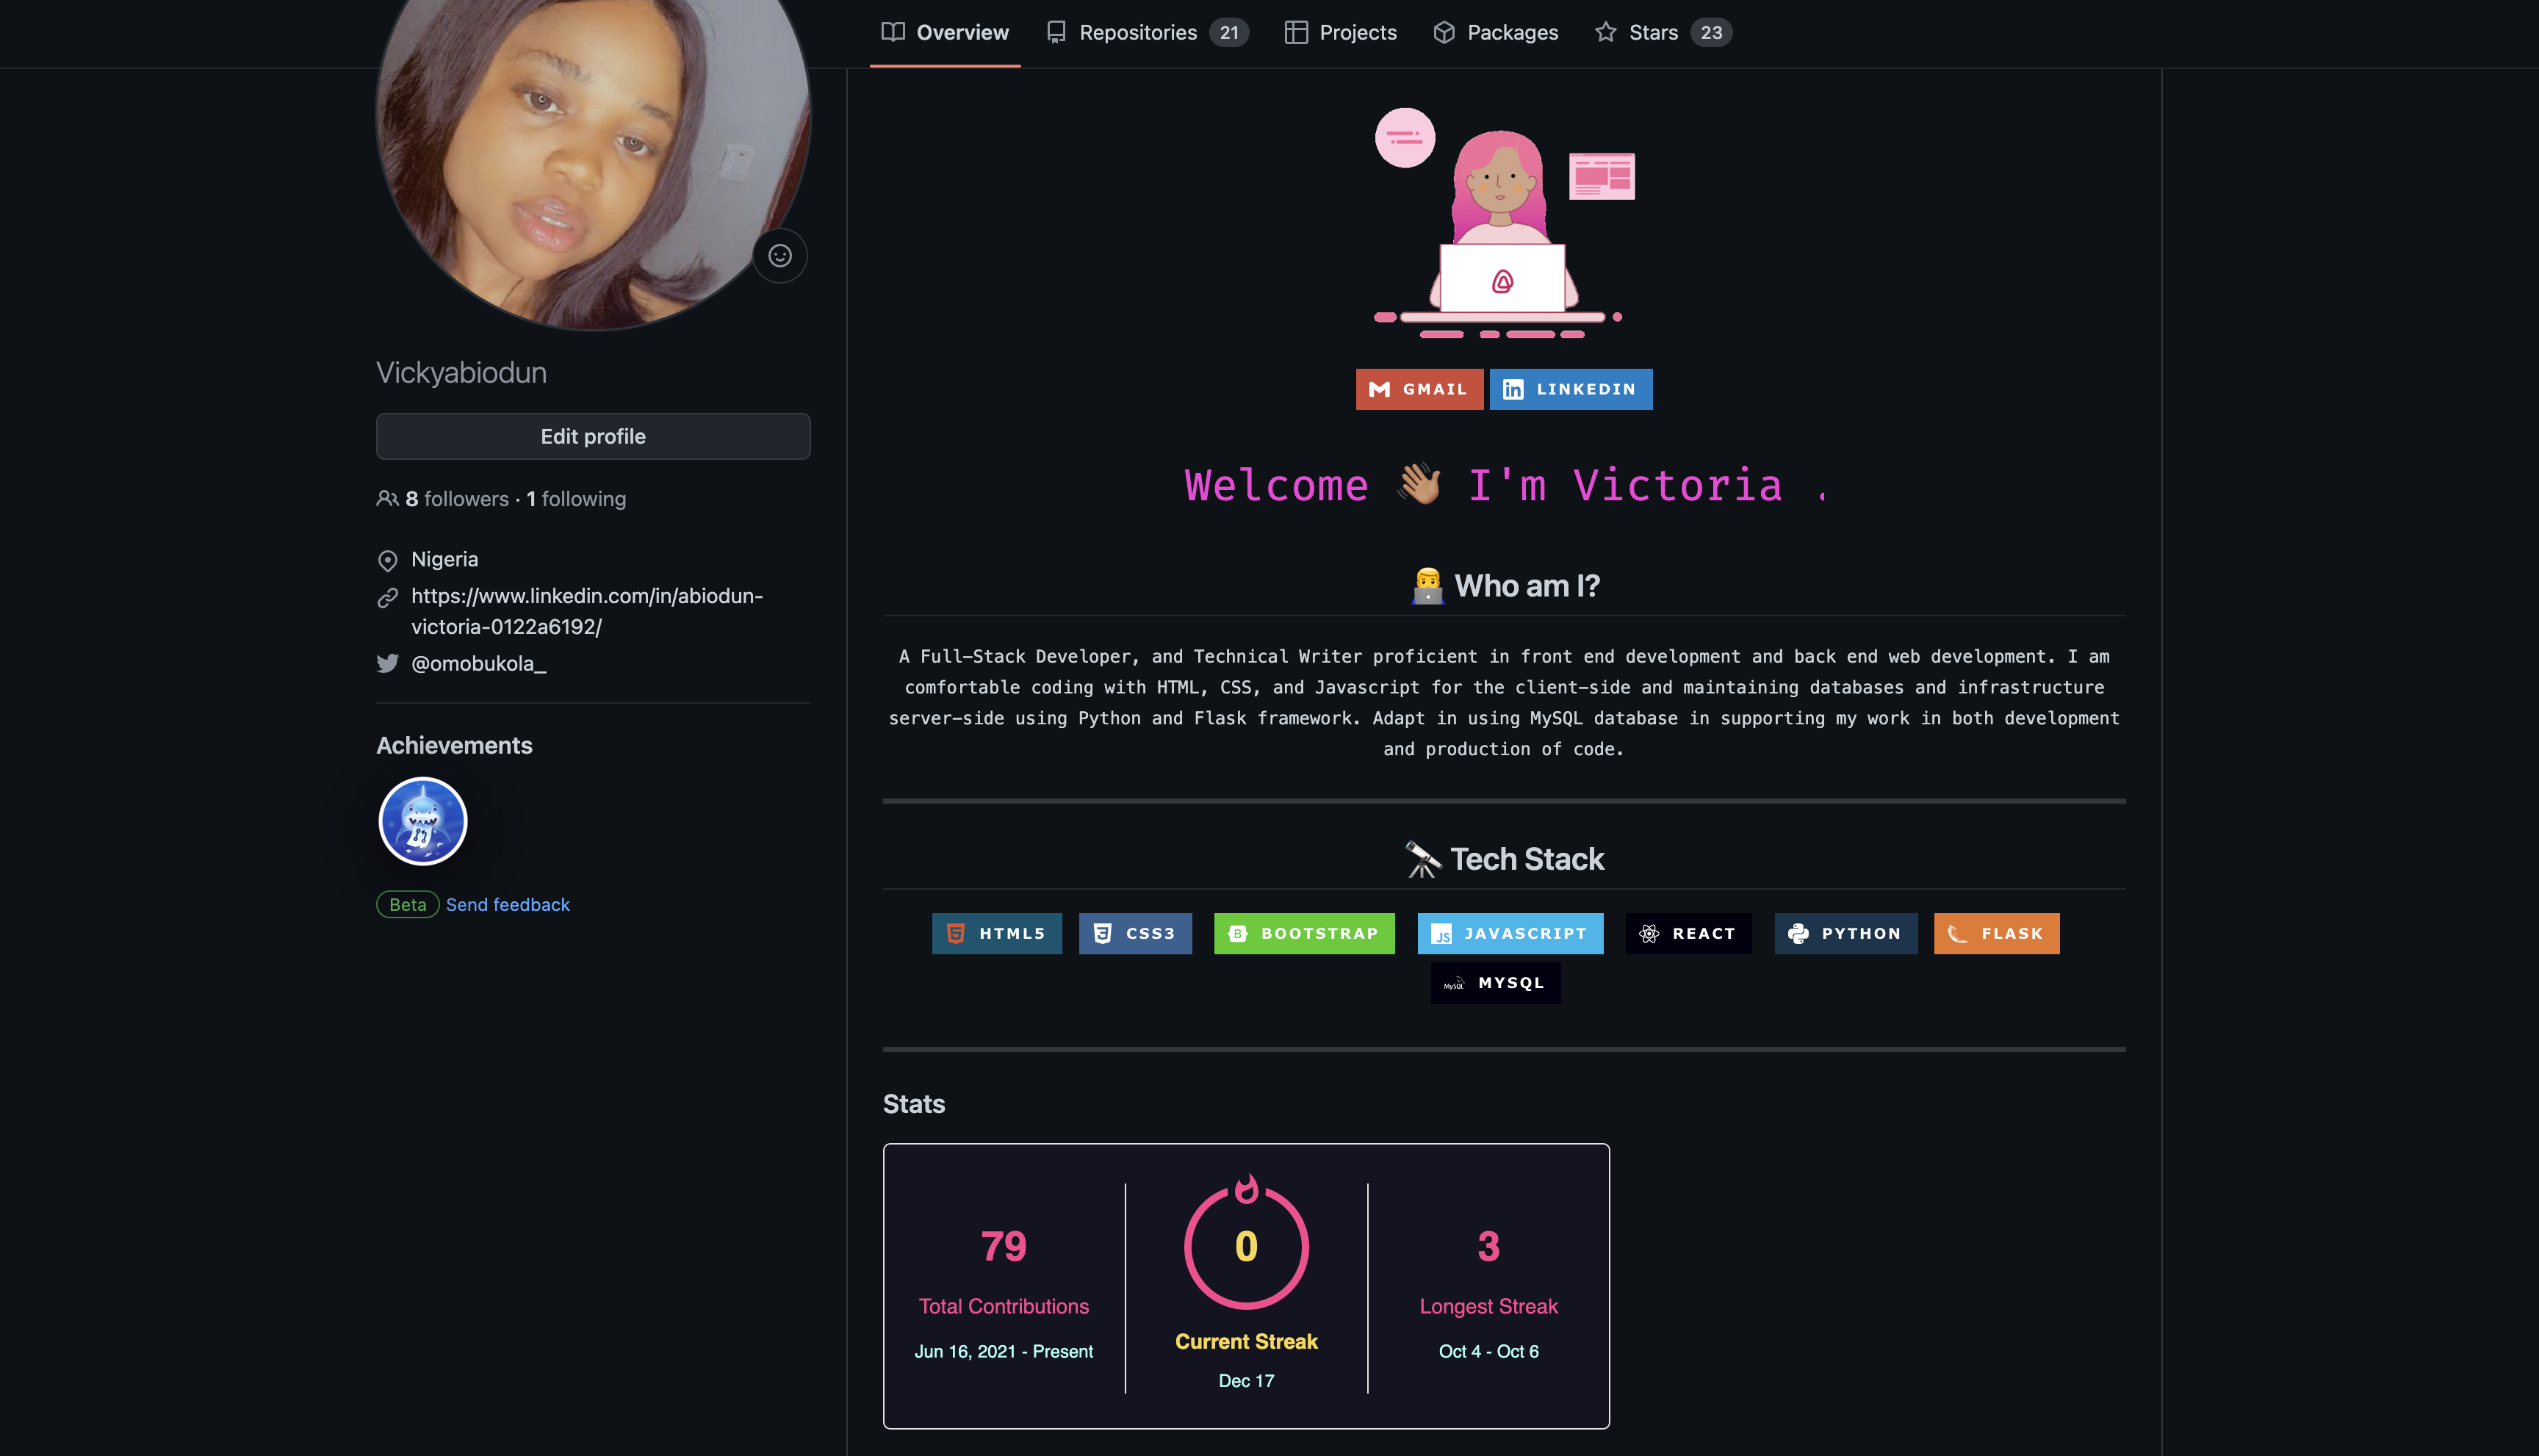 Overview
Repositories 21
Projects
Packages
Stars 23
Vickyabiodun
Edit profile
8 followers · 1 following
Nigeria
https://www.linkedin.com/in/abiodun-
victoria-0122a6192/
@omobukola_
Achievements
Beta Send feedback
GMAIL
LINKEDIN
Welcome 👋🏽 I'm Victoria .
👨‍💻 Who am I?
A Full-Stack Developer, and Technical Writer proficient in front end development and back end web development. I am
comfortable coding with HTML, CSS, and Javascript for the client-side and maintaining databases and infrastructure
server-side using Python and Flask framework. Adapt in using MySQL database in supporting my work in both development
and production of code.
🔭 Tech Stack
HTML5
CSS3
B BOOTSTRAP
JS JAVASCRIPT
REACT
PYTHON
FLASK
MySQL MYSQL
Stats
79
Total Contributions
Jun 16, 2021 - Present
0
Current Streak
Dec 17
3
Longest Streak
Oct 4 - Oct 6